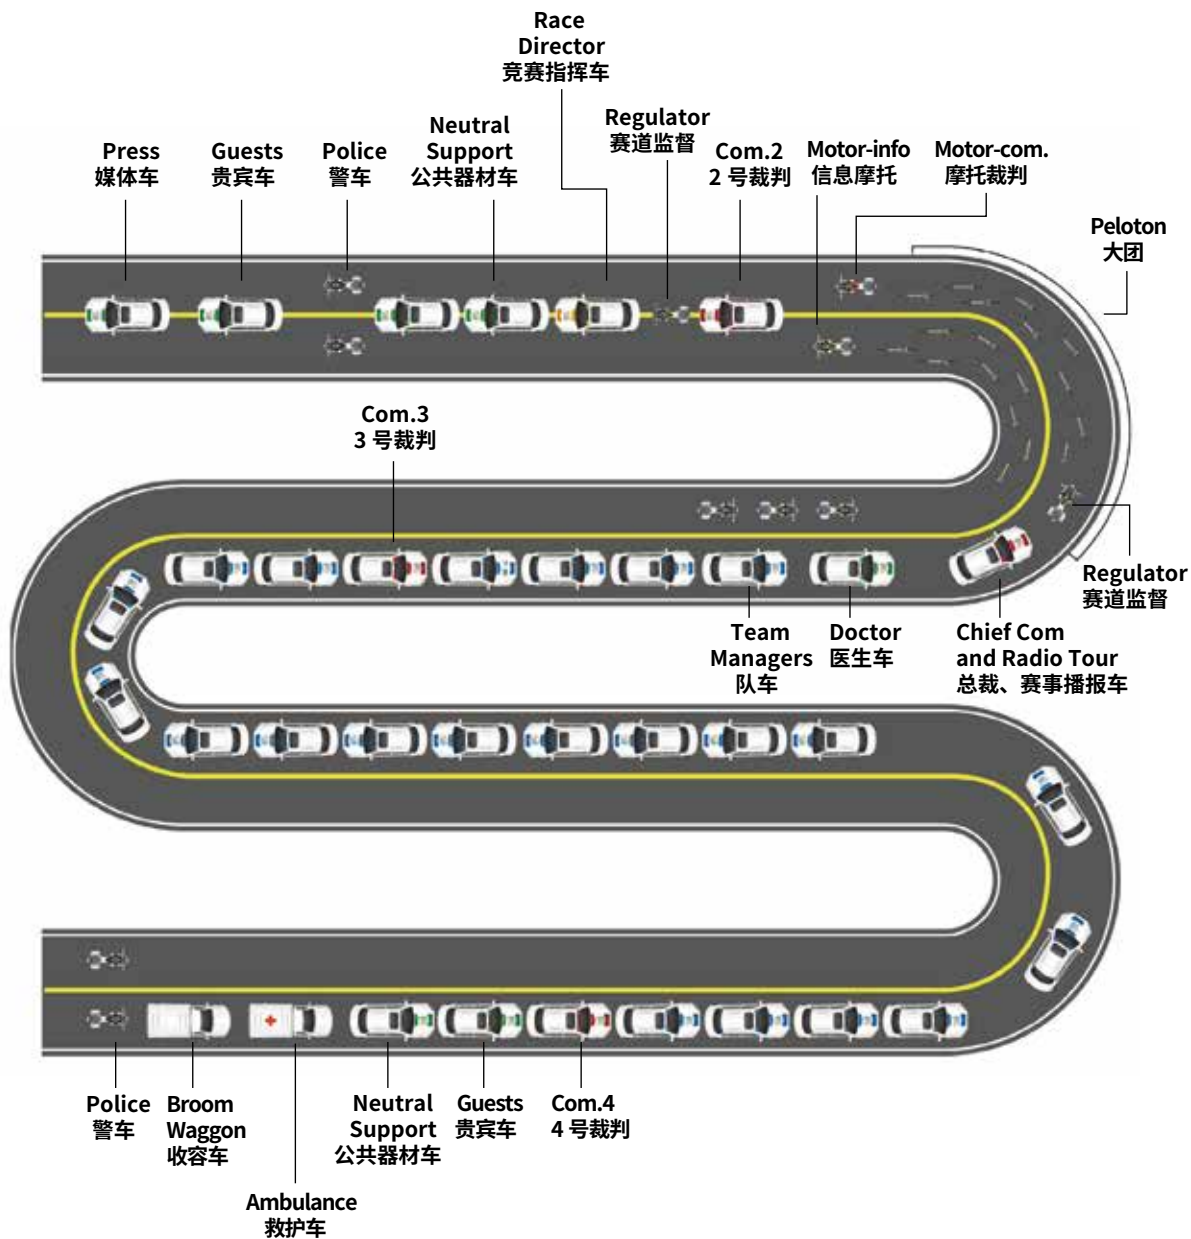 Race
Director
竞赛指挥车
Regulator
赛道监督
Neutral
Support
公共器材车
Press
媒体车
Guests
贵宾车
Police
警车
Com.2
2 号裁判
Motor-info
信息摩托
Motor-com.
摩托裁判
Peloton
大团
Com.3
3 号裁判
Regulator
赛道监督
Team
Managers
队车
Doctor
医生车
Chief Com
and Radio Tour
总裁、赛事播报车
Police
警车
Broom
Waggon
收容车
Neutral
Support
公共器材车
Guests
贵宾车
Com.4
4 号裁判
Ambulance
救护车